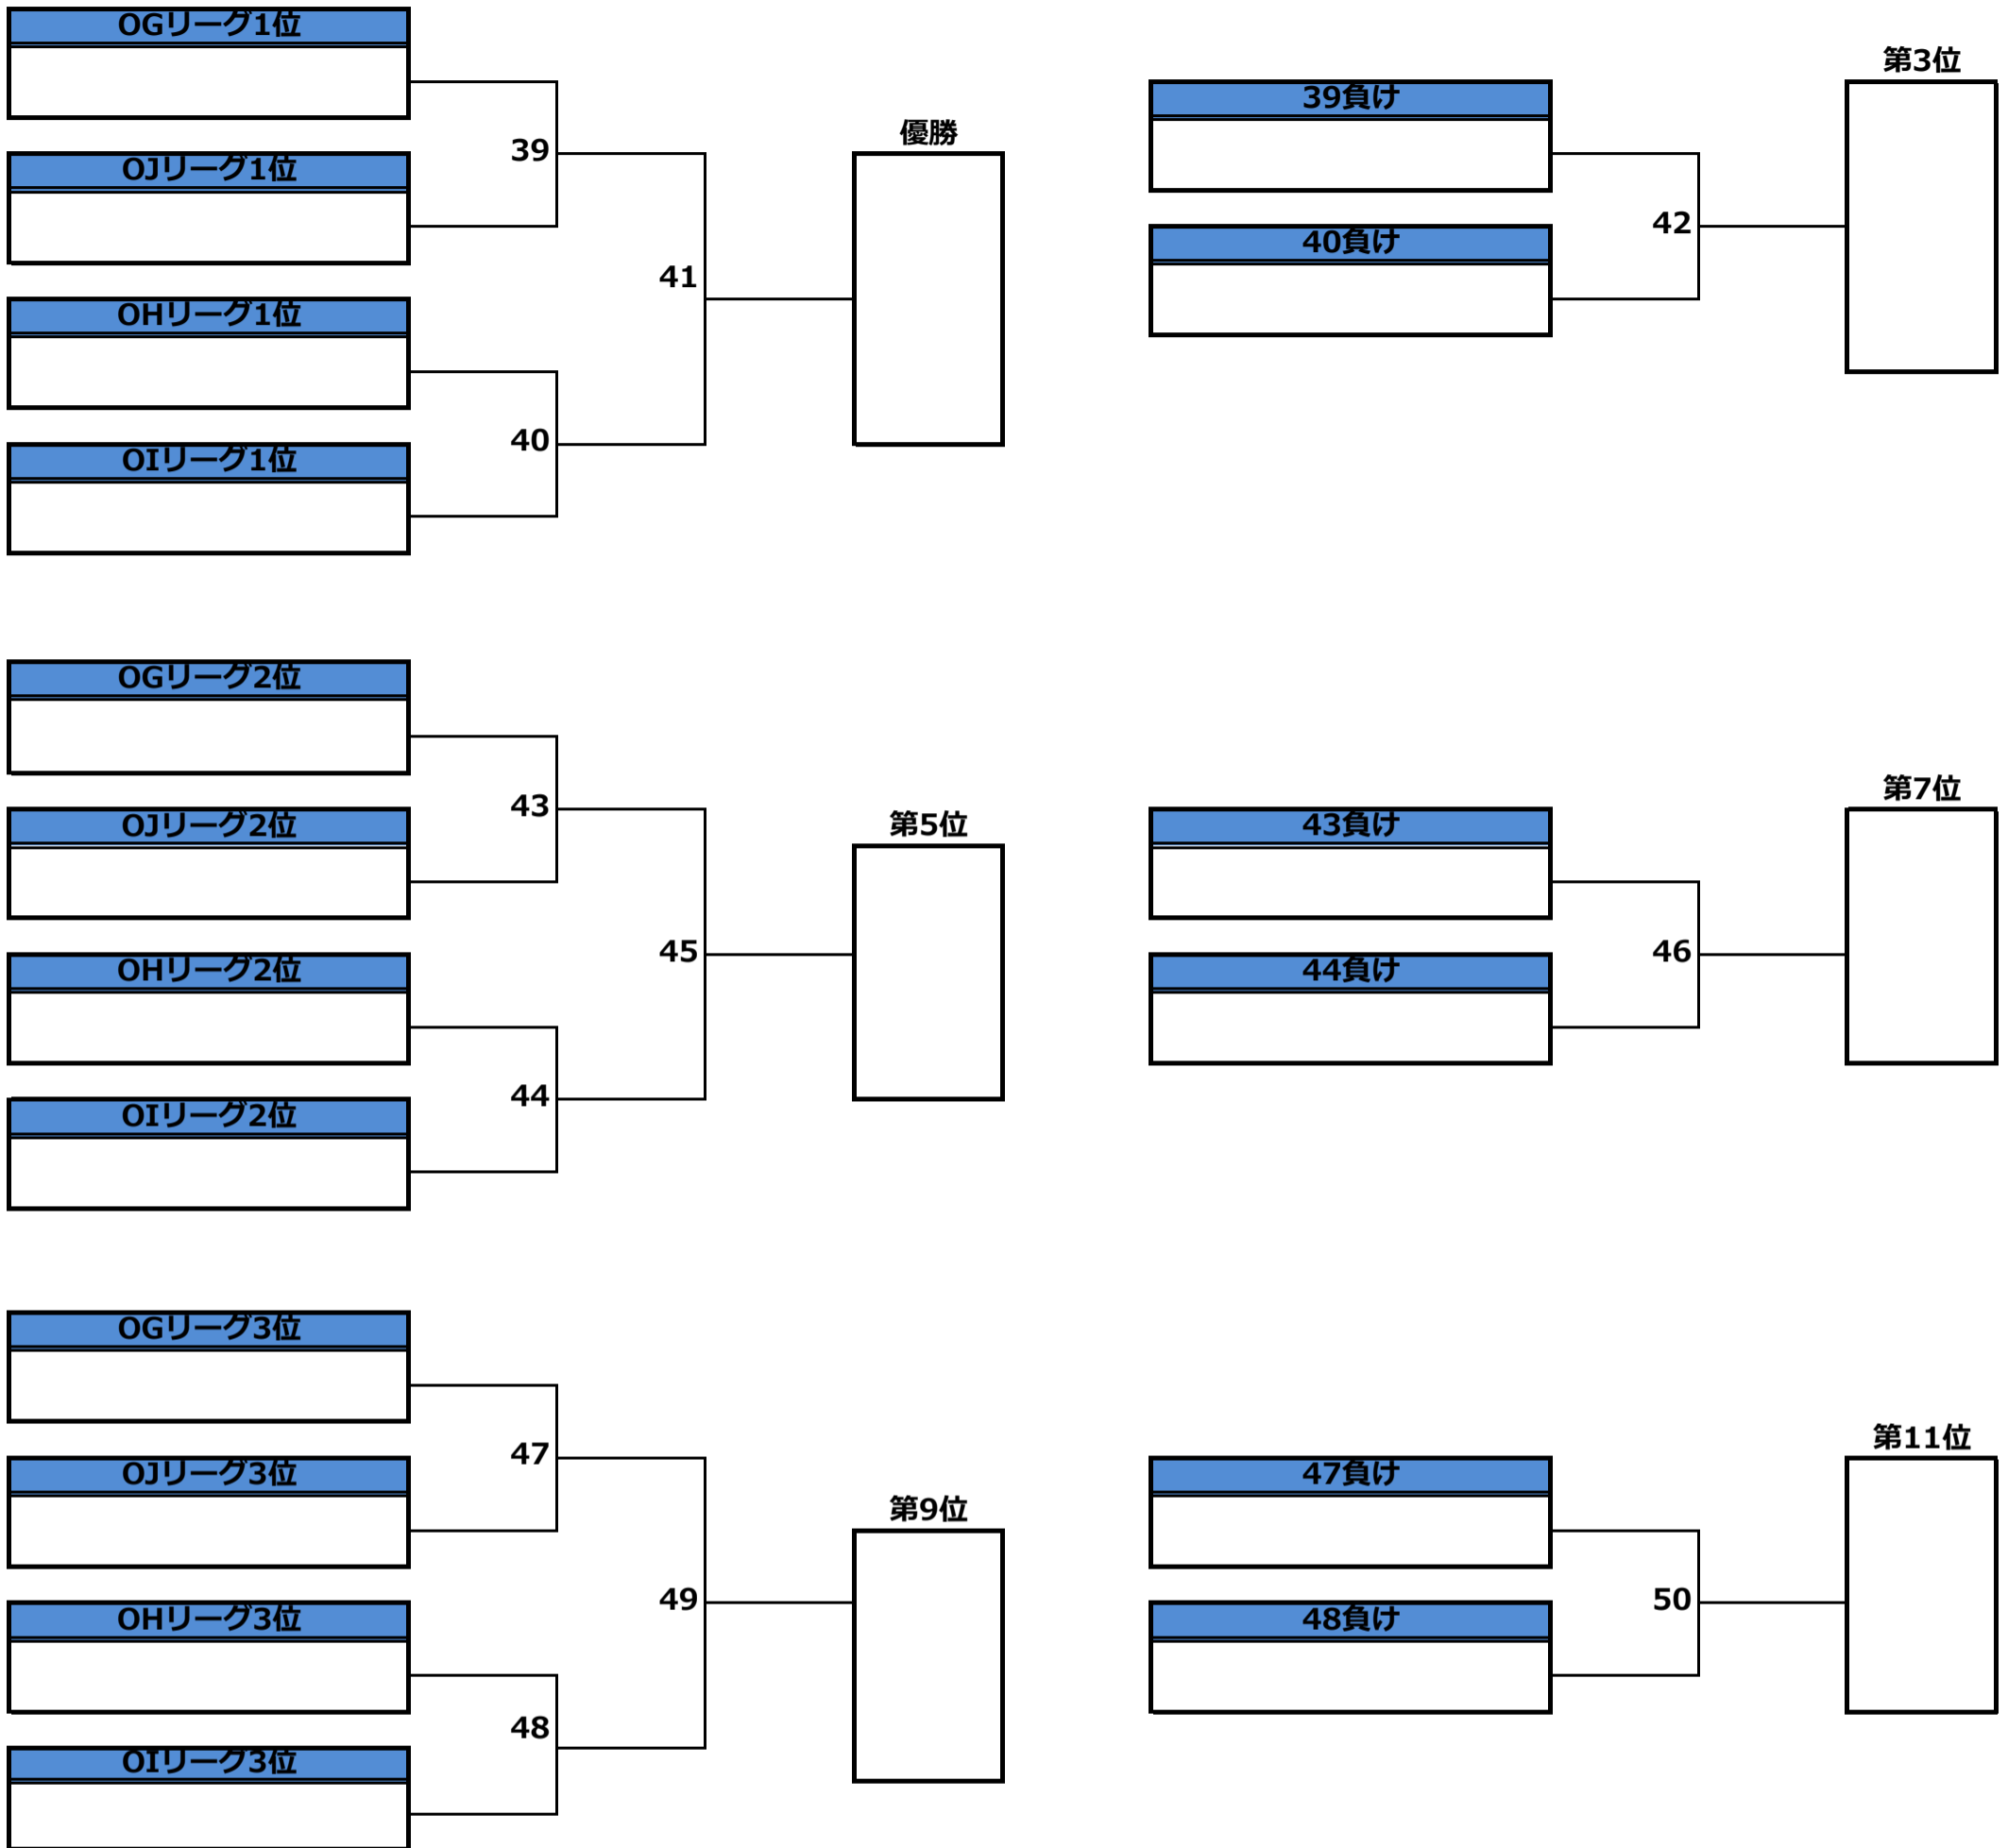 OGリーグ1位
39
OJリーグ1位
優勝
41
OHリーグ1位
40
OIリーグ1位
第3位
39負け
42
40負け
OGリーグ2位
43
OJリーグ2位
第5位
45
OHリーグ2位
44
OIリーグ2位
第7位
43負け
46
44負け
OGリーグ3位
47
OJリーグ3位
第9位
49
OHリーグ3位
48
OIリーグ3位
第11位
47負け
50
48負け